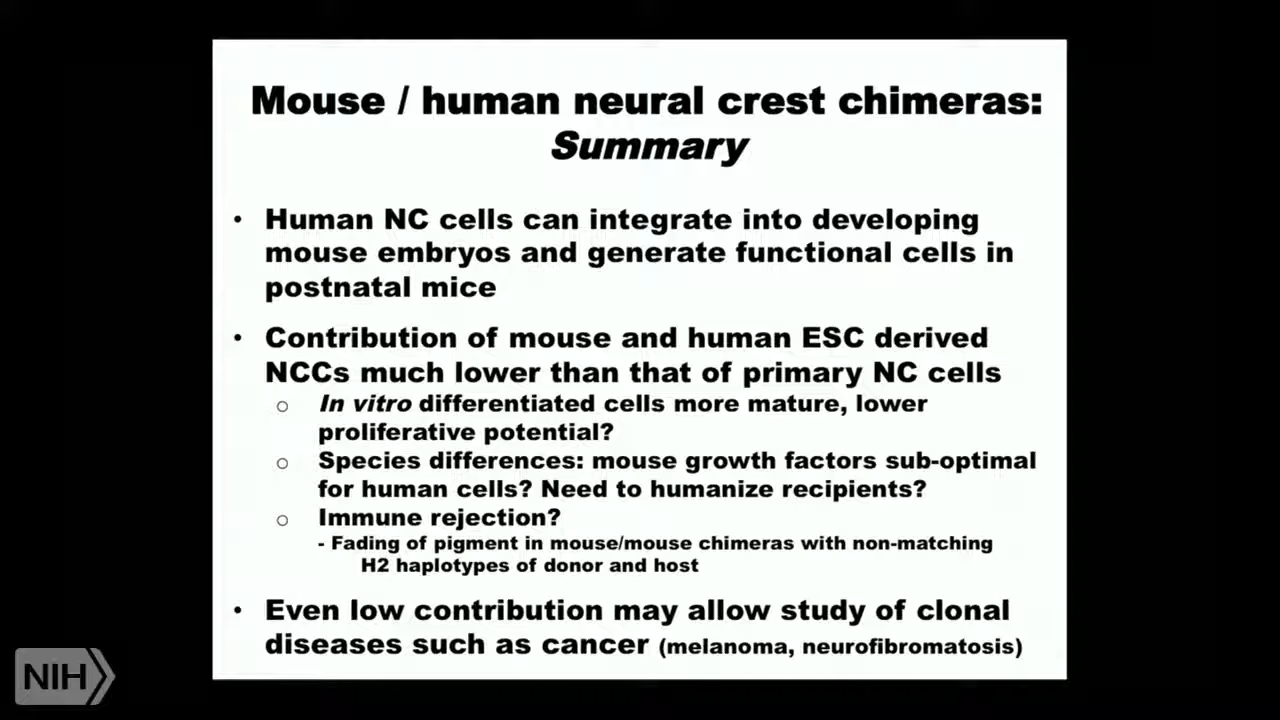 Mouse / human neural crest chimeras:
Summary
• Human NC cells can integrate into developing
mouse embryos and generate functional cells in
postnatal mice
• Contribution of mouse and human ESC derived
NCCs much lower than that of primary NC cells
○ In vitro differentiated cells more mature, lower
proliferative potential?
○ Species differences: mouse growth factors sub-optimal
for human cells? Need to humanize recipients?
○ Immune rejection?
- Fading of pigment in mouse/mouse chimeras with non-matching
H2 haplotypes of donor and host
• Even low contribution may allow study of clonal
diseases such as cancer (melanoma, neurofibromatosis)
NIH